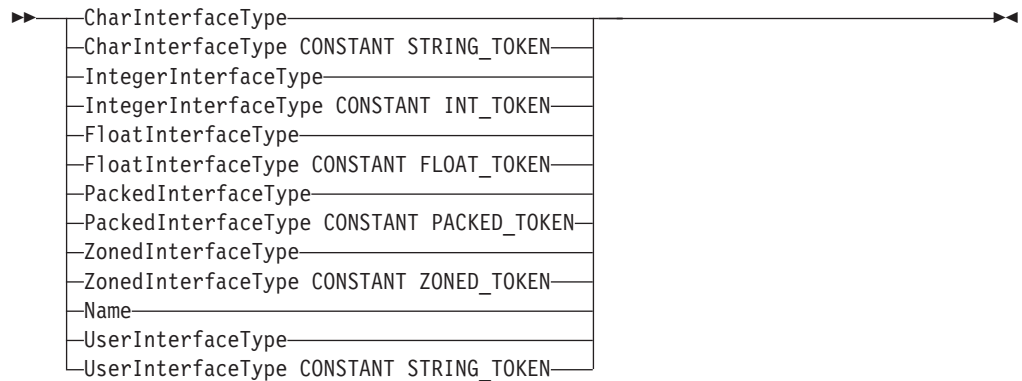 CharInterfaceType
CharInterfaceType CONSTANT STRING_TOKEN
IntegerInterfaceType
IntegerInterfaceType CONSTANT INT_TOKEN
FloatInterfaceType
FloatInterfaceType CONSTANT FLOAT_TOKEN
PackedInterfaceType
PackedInterfaceType CONSTANT PACKED_TOKEN
ZonedInterfaceType
ZonedInterfaceType CONSTANT ZONED_TOKEN
Name
UserInterfaceType
UserInterfaceType CONSTANT STRING_TOKEN